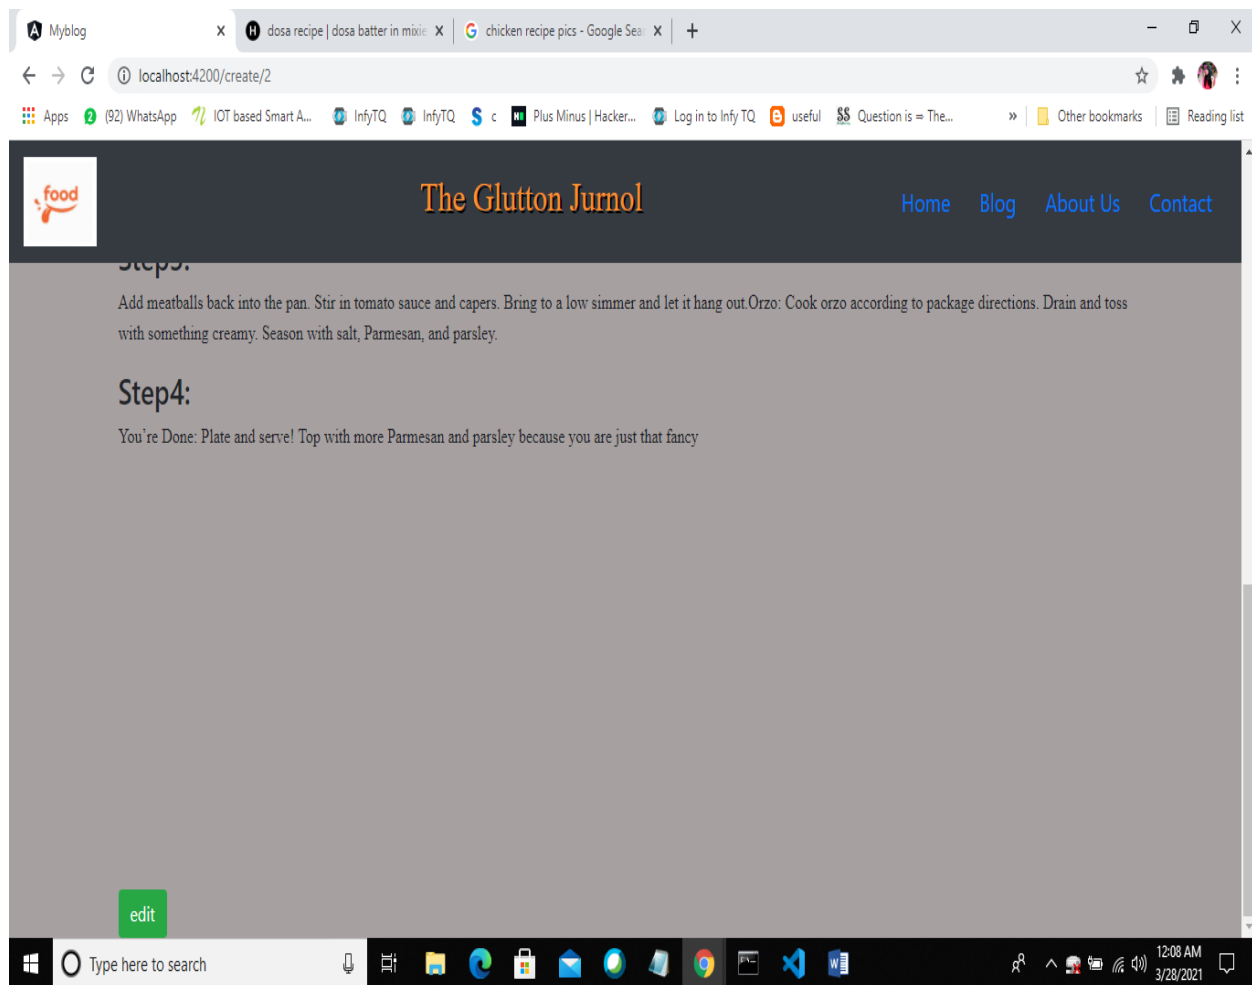 Myblog
dosa recipe | dosa batter in mixie
chicken recipe pics - Google Sea
localhost:4200/create/2
Apps
2 (92) WhatsApp
IOT based Smart A...
InfyTQ
InfyTQ
S c
Plus Minus | Hacker...
Log in to Infy TQ
useful
Question is = The...
»
Other bookmarks
Reading list
food
The Glutton Jurnol
Home Blog About Us Contact
Add meatballs back into the pan. Stir in tomato sauce and capers. Bring to a low simmer and let it hang out.Orzo: Cook orzo according to package directions. Drain and toss
with something creamy. Season with salt, Parmesan, and parsley.
Step4:
You're Done: Plate and serve! Top with more Parmesan and parsley because you are just that fancy
edit
Type here to search
12:08 AM
3/28/2021